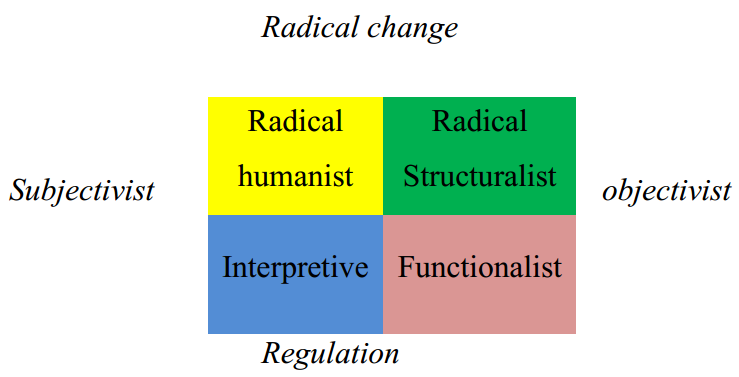 Radical change
Radical
humanist
Radical
Structuralist
Subjectivist
objectivist
Interpretive
Functionalist
Regulation